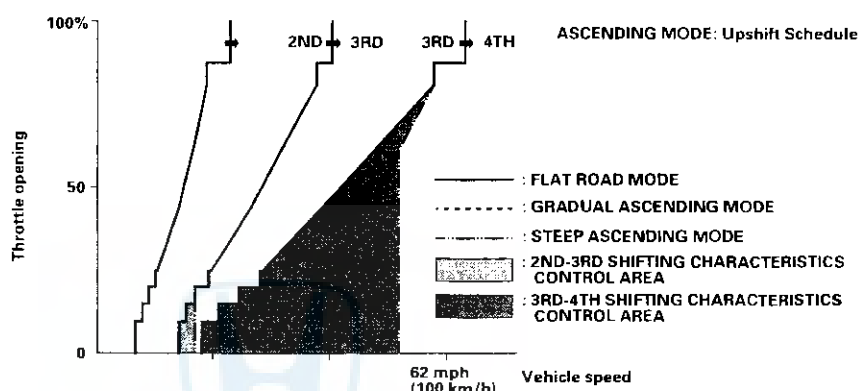 100%
2ND
3RD
3RD
4TH
ASCENDING MODE: Upshift Schedule
Throttle opening
50
: FLAT ROAD MODE
: GRADUAL ASCENDING MODE
: STEEP ASCENDING MODE
: 2ND-3RD SHIFTING CHARACTERISTICS
CONTROL AREA
: 3RD-4TH SHIFTING CHARACTERISTICS
CONTROL AREA
0
62 mph
(100 km/h)
Vehicle speed